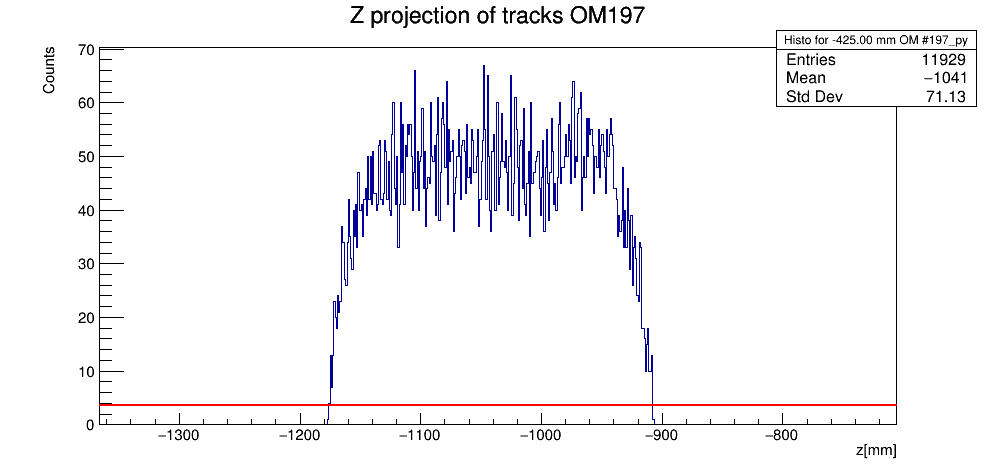 Z projection of tracks OM197
Histo for -425.00 mm OM #197_py
Entries 11929
Mean −1041
Std Dev 71.13
Counts
70
60
50
40
30
20
10
0
−1300 −1200 −1100 −1000 −900 −800
z[mm]